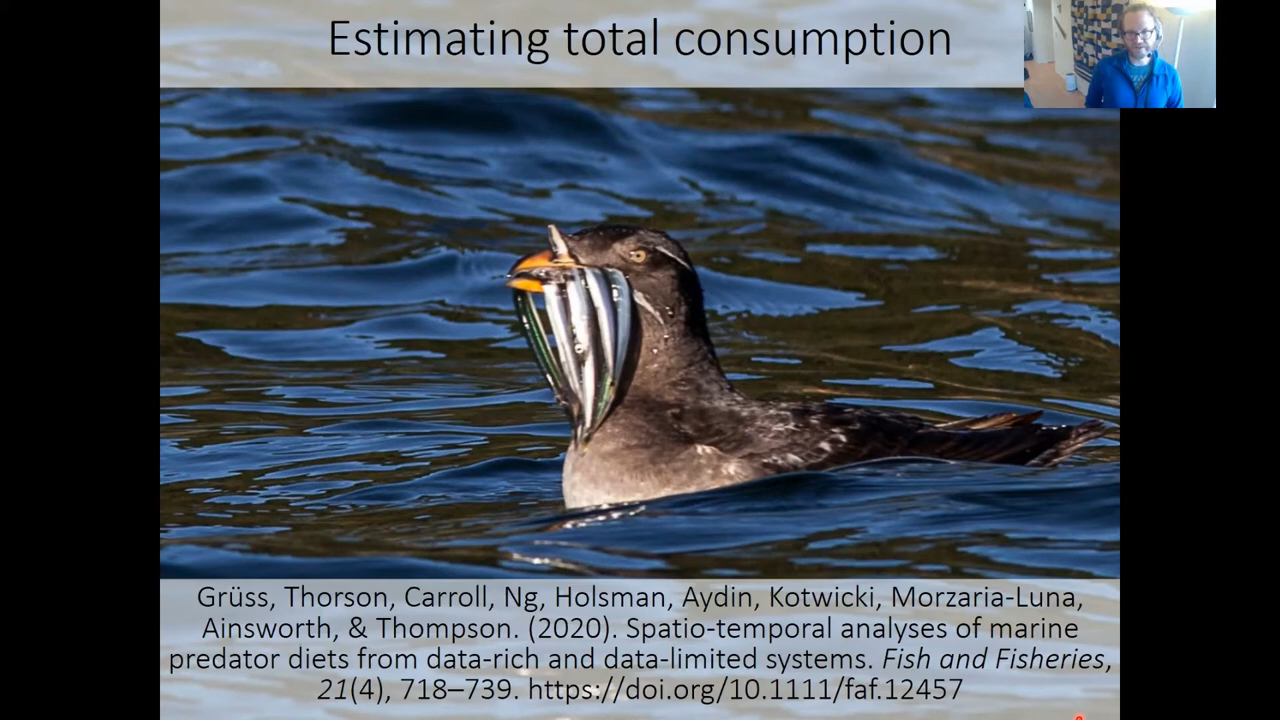 Estimating total consumption
Grüss, Thorson, Carroll, Ng, Holsman, Aydin, Kotwicki, Morzaria-Luna,
Ainsworth, & Thompson. (2020). Spatio-temporal analyses of marine
predator diets from data-rich and data-limited systems. Fish and Fisheries,
21(4), 718–739. https://doi.org/10.1111/faf.12457